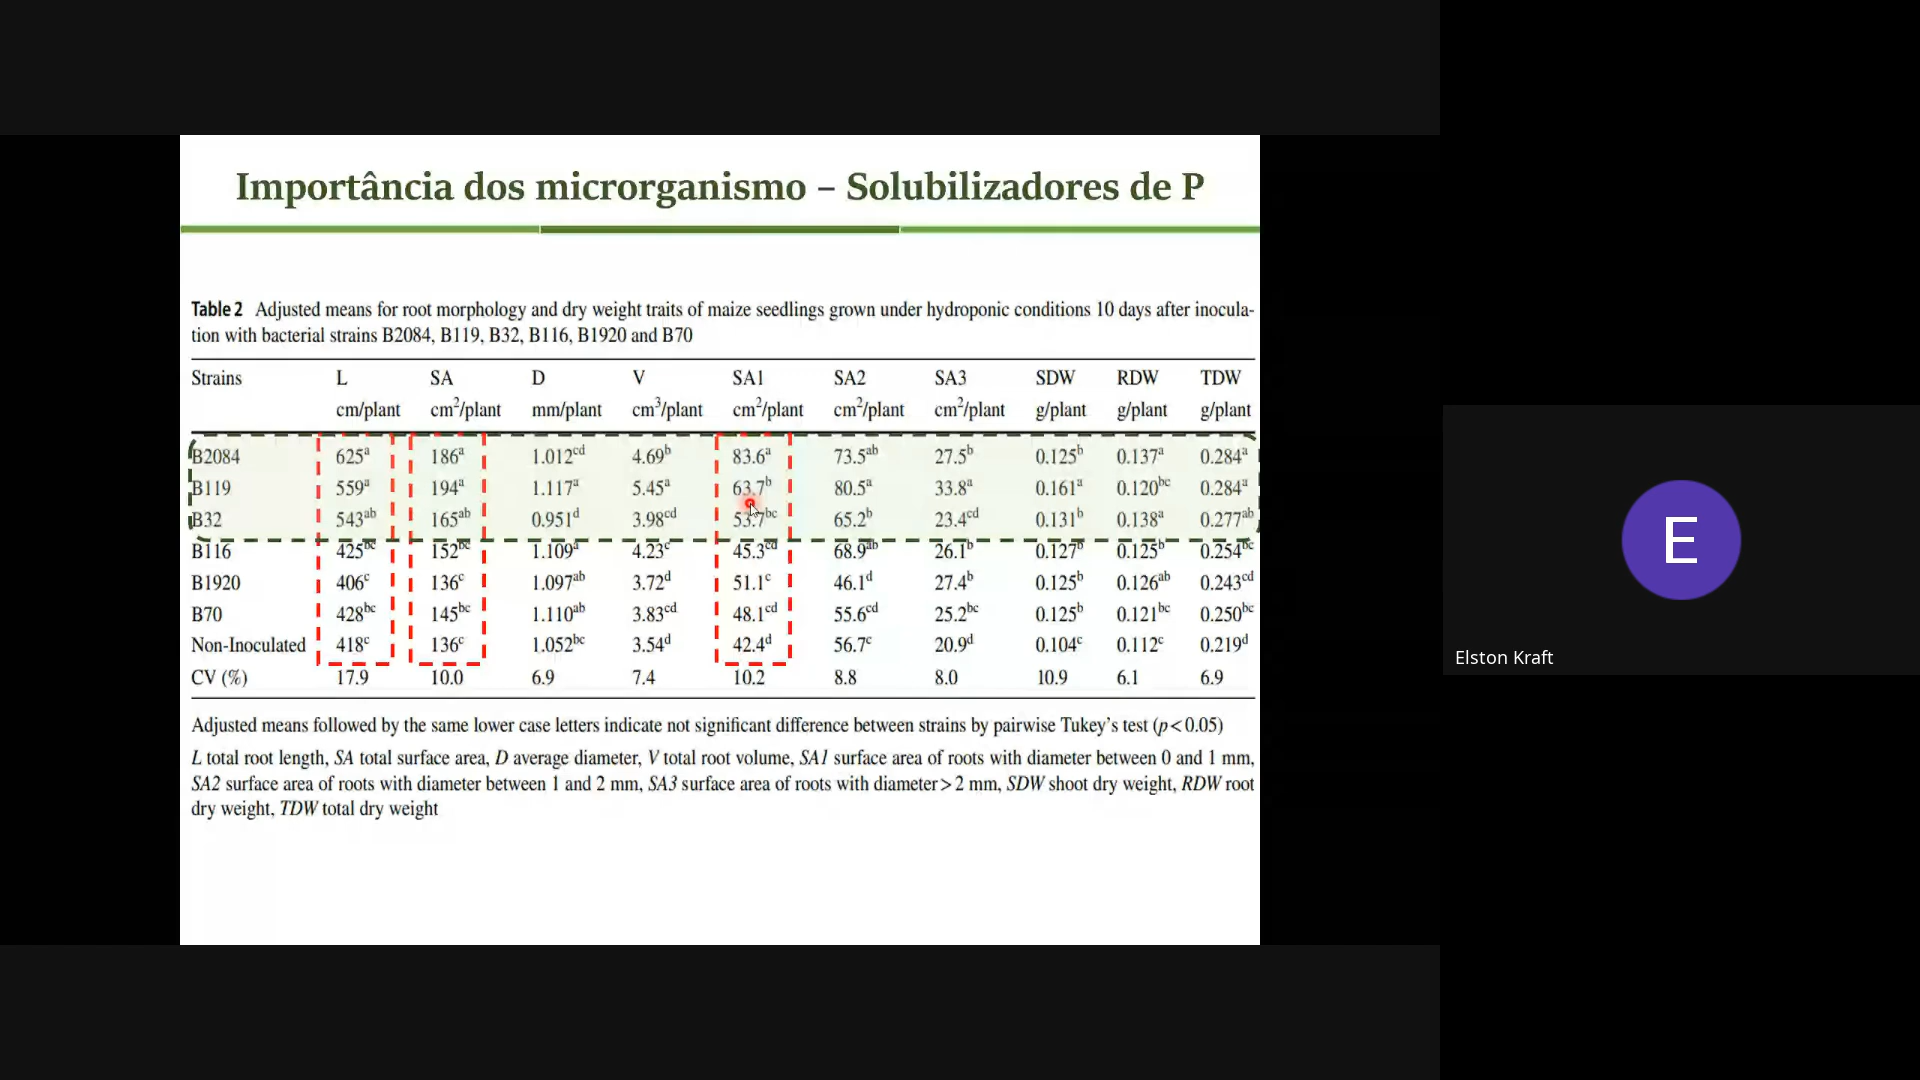 Importância dos microrganismo – Solubilizadores de P
Table 2 Adjusted means for root morphology and dry weight traits of maize seedlings grown under hydroponic conditions 10 days after inocula-
tion with bacterial strains B2084, B119, B32, B116, B1920 and B70
Strains L SA D V SA1 SA2 SA3 SDW RDW TDW
cm/plant cm²/plant mm/plant cm³/plant cm²/plant cm²/plant cm²/plant g/plant g/plant g/plant
B2084 625ᵃ 186ᵃ 1.012ᶜᵈ 4.69ᵇ 83.6ᵃ 73.5ᵃᵇ 27.5ᵇ 0.125ᵇ 0.137ᵃ 0.284ᵃ
B119 559ᵃ 194ᵃ 1.117ᵃ 5.45ᵃ 63.7ᵇ 80.5ᵃ 33.8ᵃ 0.161ᵃ 0.120ᵇᶜ 0.284ᵃ
B32 543ᵃᵇ 165ᵃᵇ 0.951ᵈ 3.98ᶜᵈ 53.7ᵇᶜ 65.2ᵇ 23.4ᶜᵈ 0.131ᵇ 0.138ᵃ 0.277ᵃᵇ
B116 425ᵇᶜ 152ᵇᶜ 1.109ᵃ 4.23ᶜ 45.3ᶜᵈ 68.9ᵃᵇ 26.1ᵇ 0.127ᵇ 0.125ᵇ 0.254ᵇᶜ
B1920 406ᶜ 136ᶜ 1.097ᵃᵇ 3.72ᵈ 51.1ᶜ 46.1ᵈ 27.4ᵇ 0.125ᵇ 0.126ᵃᵇ 0.243ᶜᵈ
B70 428ᵇᶜ 145ᵇᶜ 1.110ᵃᵇ 3.83ᶜᵈ 48.1ᶜᵈ 55.6ᶜᵈ 25.2ᵇᶜ 0.125ᵇ 0.121ᵇᶜ 0.250ᵇᶜ
Non-Inoculated 418ᶜ 136ᶜ 1.052ᵇᶜ 3.54ᵈ 42.4ᵈ 56.7ᶜ 20.9ᵈ 0.104ᶜ 0.112ᶜ 0.219ᵈ
CV (%) 17.9 10.0 6.9 7.4 10.2 8.8 8.0 10.9 6.1 6.9
Adjusted means followed by the same lower case letters indicate not significant difference between strains by pairwise Tukey’s test (p<0.05)
L total root length, SA total surface area, D average diameter, V total root volume, SA1 surface area of roots with diameter between 0 and 1 mm,
SA2 surface area of roots with diameter between 1 and 2 mm, SA3 surface area of roots with diameter>2 mm, SDW shoot dry weight, RDW root
dry weight, TDW total dry weight
E
Elston Kraft